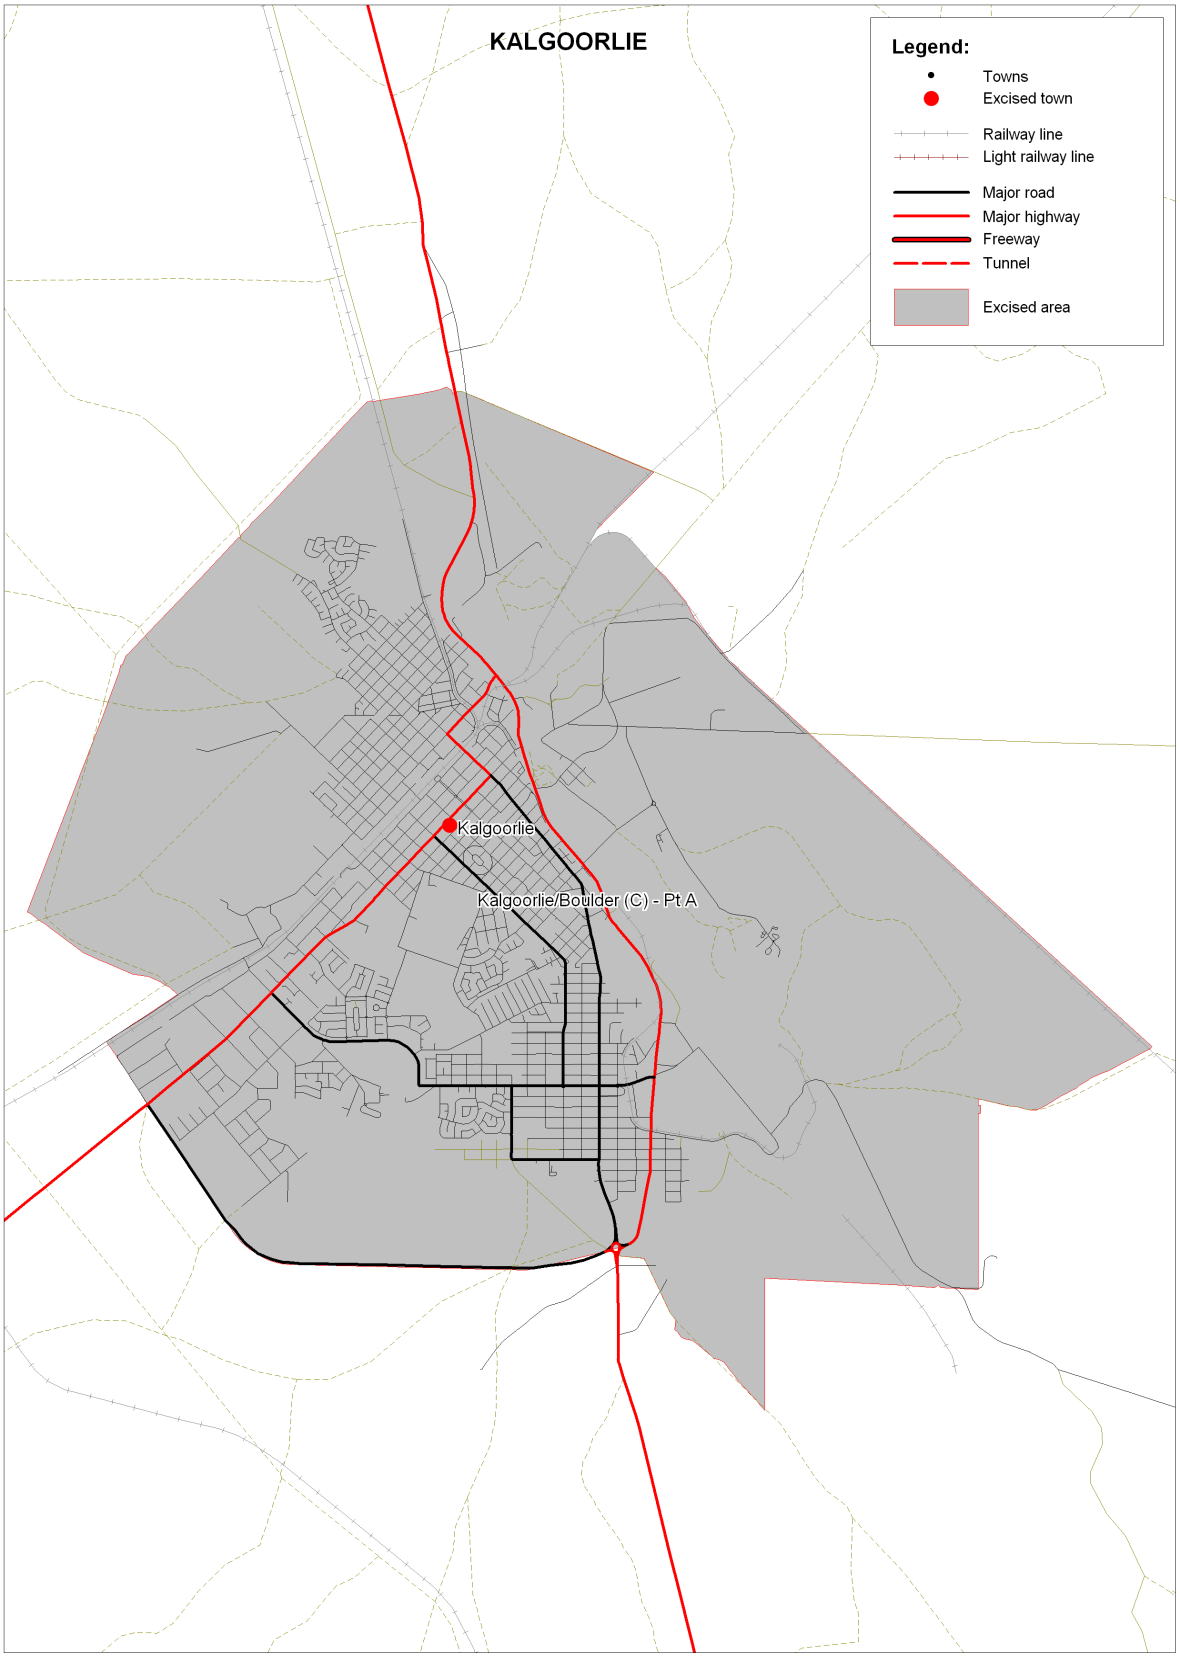 KALGOORLIE
Legend:
Towns
Excised town
Railway line
Light railway line
Major road
Major highway
Freeway
Tunnel
Excised area
Kalgoorlie
Kalgoorlie/Boulder (C) - Pt A